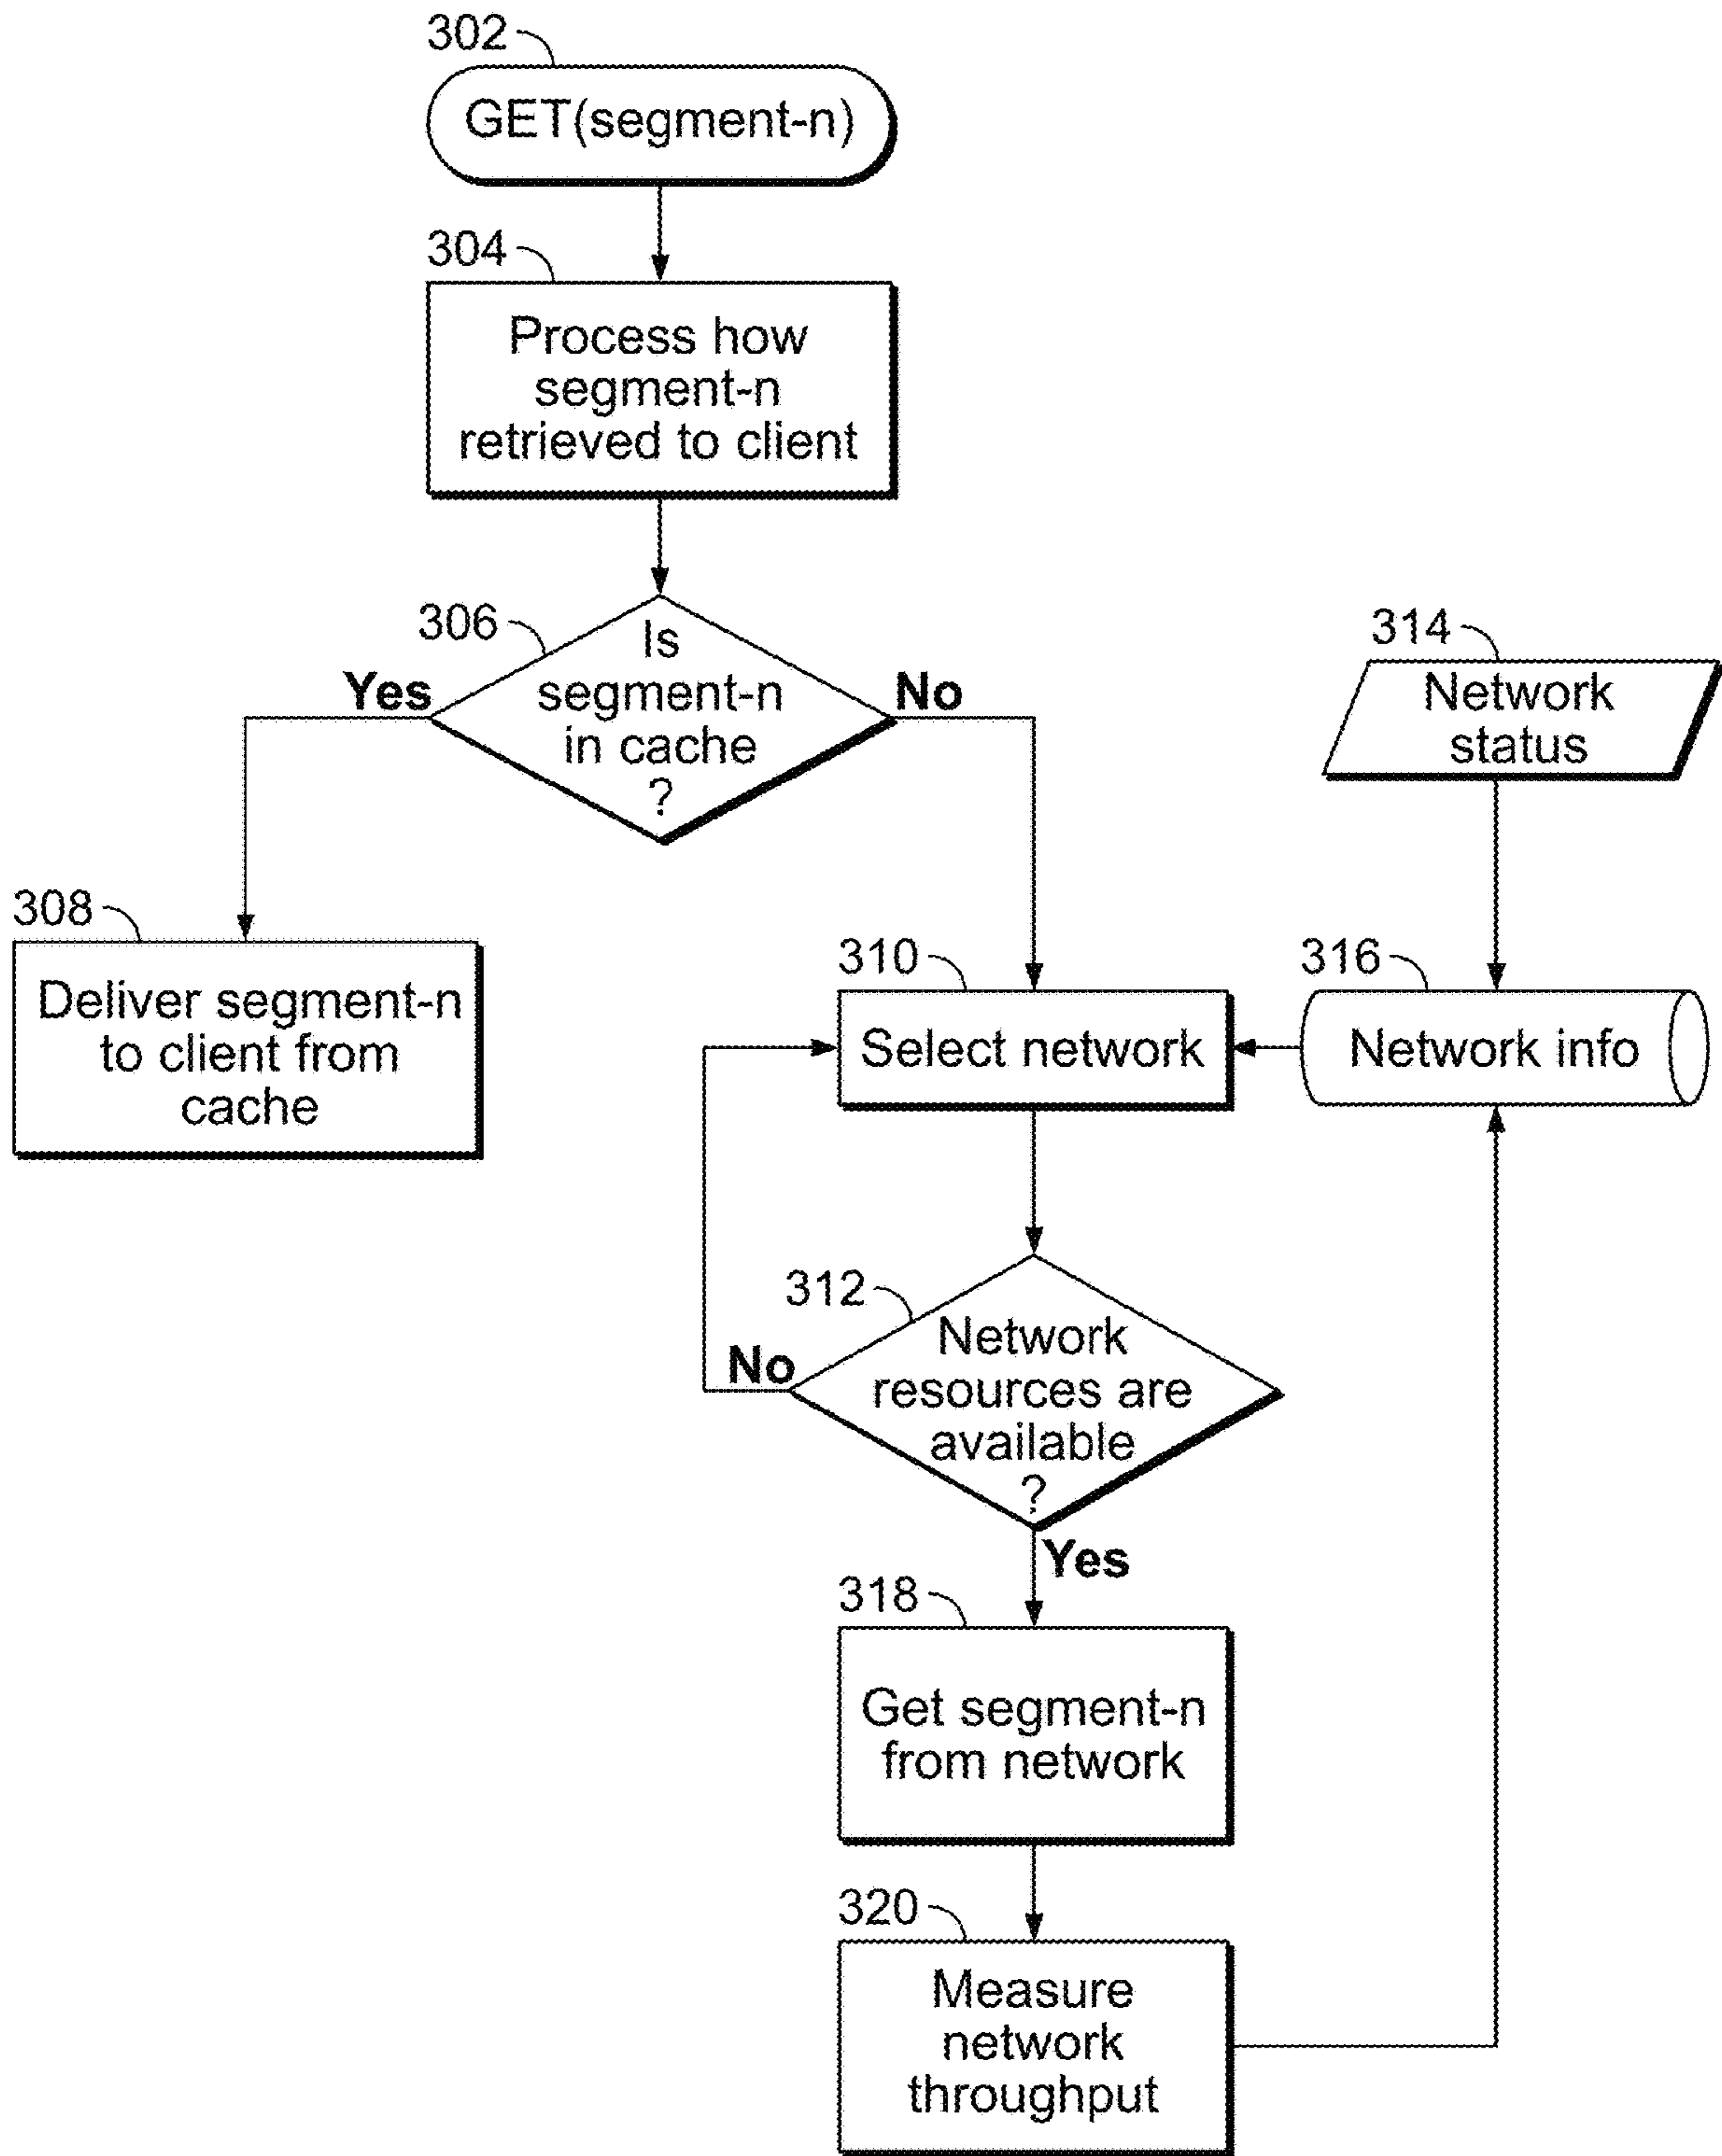 302
GET(segment-n)
304
Process how
segment-n
retrieved to client
306
Is
segment-n
in cache
?
Yes
No
314
Network
status
308
Deliver segment-n
to client from
cache
310
Select network
316
Network info
312
Network
resources are
available
?
No
Yes
318
Get segment-n
from network
320
Measure
network
throughput